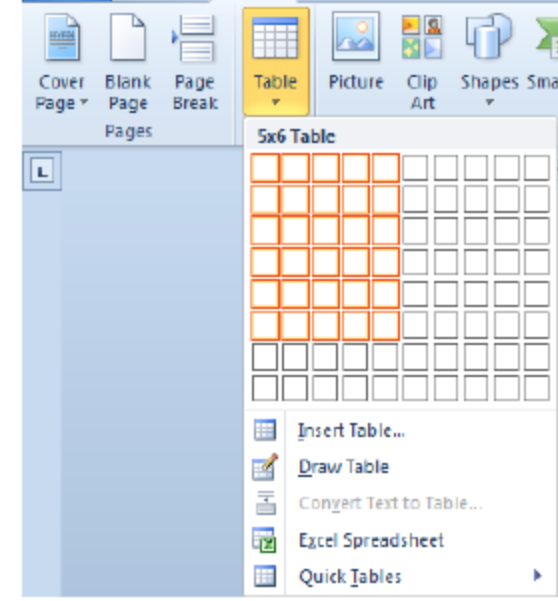 Cover Page
Blank Page
Page Break
Table
Picture
Clip Art
Shapes
Sma
Pages
5x6 Table
L
Insert Table...
Draw Table
Convert Text to Table...
Excel Spreadsheet
Quick Tables